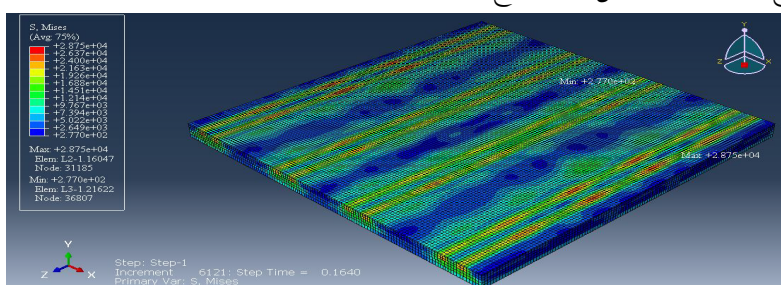 S, Mises
(Avg: 75%)
+2.875e+04
+2.637e+04
+2.400e+04
+2.163e+04
+1.926e+04
+1.688e+04
+1.451e+04
+1.214e+04
+9.767e+03
+7.394e+03
+5.022e+03
+2.649e+03
+2.770e+02
Max: +2.875e+04
Elem: L2-1.16047
Node: 31185
Min: +2.770e+02
Elem: L3-1.21622
Node: 36807
Y
Z
X
Min: +2.770e+02
Max: +2.875e+04
Y
Z
X
Step: Step-1
Increment 6121: Step Time = 0.1640
Primary Var: S, Mises